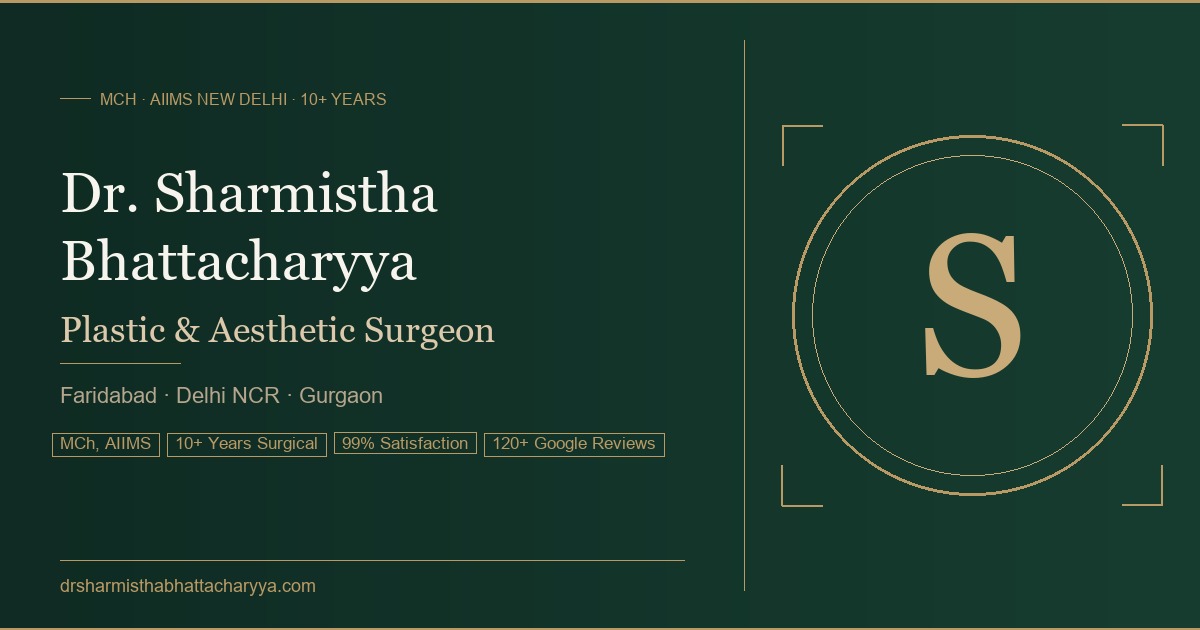 MCH · AIIMS NEW DELHI · 10+ YEARS
Dr. Sharmistha
Bhattacharyya
Plastic & Aesthetic Surgeon
Faridabad · Delhi NCR · Gurgaon
MCh, AIIMS 10+ Years Surgical 99% Satisfaction 120+ Google Reviews
drsharmisthabhattacharyya.com
S